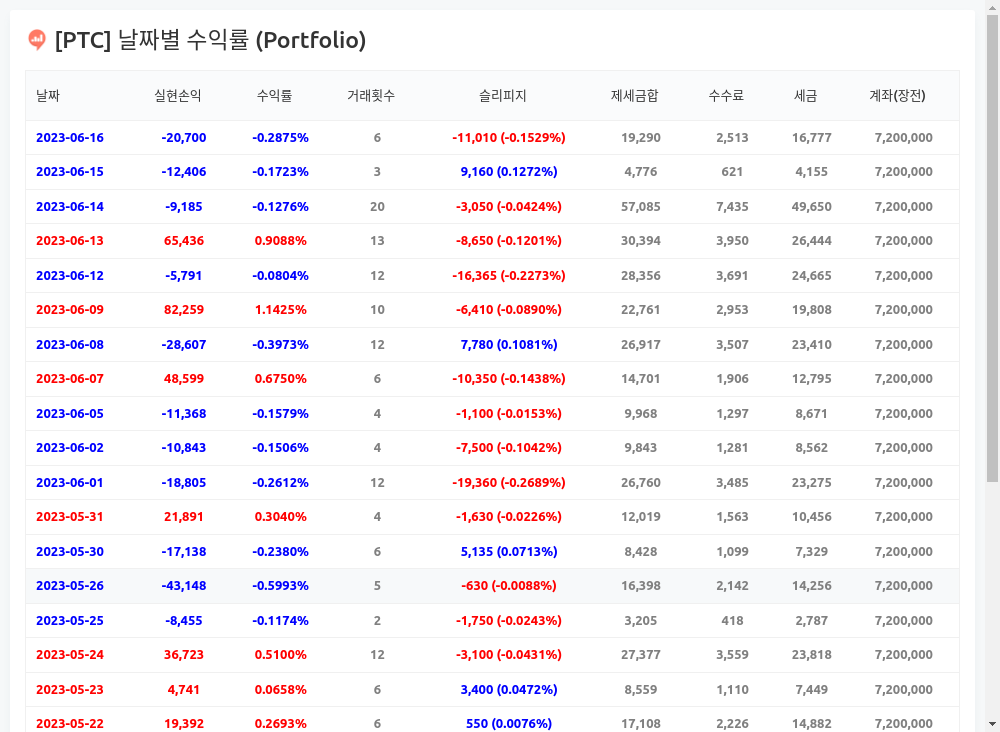 [PTC] 날짜별 수익률 (Portfolio)
날짜 실현손익 수익률 거래횟수 슬리피지 제세금합 수수료 세금 계좌(장전)
2023-06-16 -20,700 -0.2875% 6 -11,010 (-0.1529%) 19,290 2,513 16,777 7,200,000
2023-06-15 -12,406 -0.1723% 3 9,160 (0.1272%) 4,776 621 4,155 7,200,000
2023-06-14 -9,185 -0.1276% 20 -3,050 (-0.0424%) 57,085 7,435 49,650 7,200,000
2023-06-13 65,436 0.9088% 13 -8,650 (-0.1201%) 30,394 3,950 26,444 7,200,000
2023-06-12 -5,791 -0.0804% 12 -16,365 (-0.2273%) 28,356 3,691 24,665 7,200,000
2023-06-09 82,259 1.1425% 10 -6,410 (-0.0890%) 22,761 2,953 19,808 7,200,000
2023-06-08 -28,607 -0.3973% 12 7,780 (0.1081%) 26,917 3,507 23,410 7,200,000
2023-06-07 48,599 0.6750% 6 -10,350 (-0.1438%) 14,701 1,906 12,795 7,200,000
2023-06-05 -11,368 -0.1579% 4 -1,100 (-0.0153%) 9,968 1,297 8,671 7,200,000
2023-06-02 -10,843 -0.1506% 4 -7,500 (-0.1042%) 9,843 1,281 8,562 7,200,000
2023-06-01 -18,805 -0.2612% 12 -19,360 (-0.2689%) 26,760 3,485 23,275 7,200,000
2023-05-31 21,891 0.3040% 4 -1,630 (-0.0226%) 12,019 1,563 10,456 7,200,000
2023-05-30 -17,138 -0.2380% 6 5,135 (0.0713%) 8,428 1,099 7,329 7,200,000
2023-05-26 -43,148 -0.5993% 5 -630 (-0.0088%) 16,398 2,142 14,256 7,200,000
2023-05-25 -8,455 -0.1174% 2 -1,750 (-0.0243%) 3,205 418 2,787 7,200,000
2023-05-24 36,723 0.5100% 12 -3,100 (-0.0431%) 27,377 3,559 23,818 7,200,000
2023-05-23 4,741 0.0658% 6 3,400 (0.0472%) 8,559 1,110 7,449 7,200,000
2023-05-22 19,392 0.2693% 6 550 (0.0076%) 17,108 2,226 14,882 7,200,000